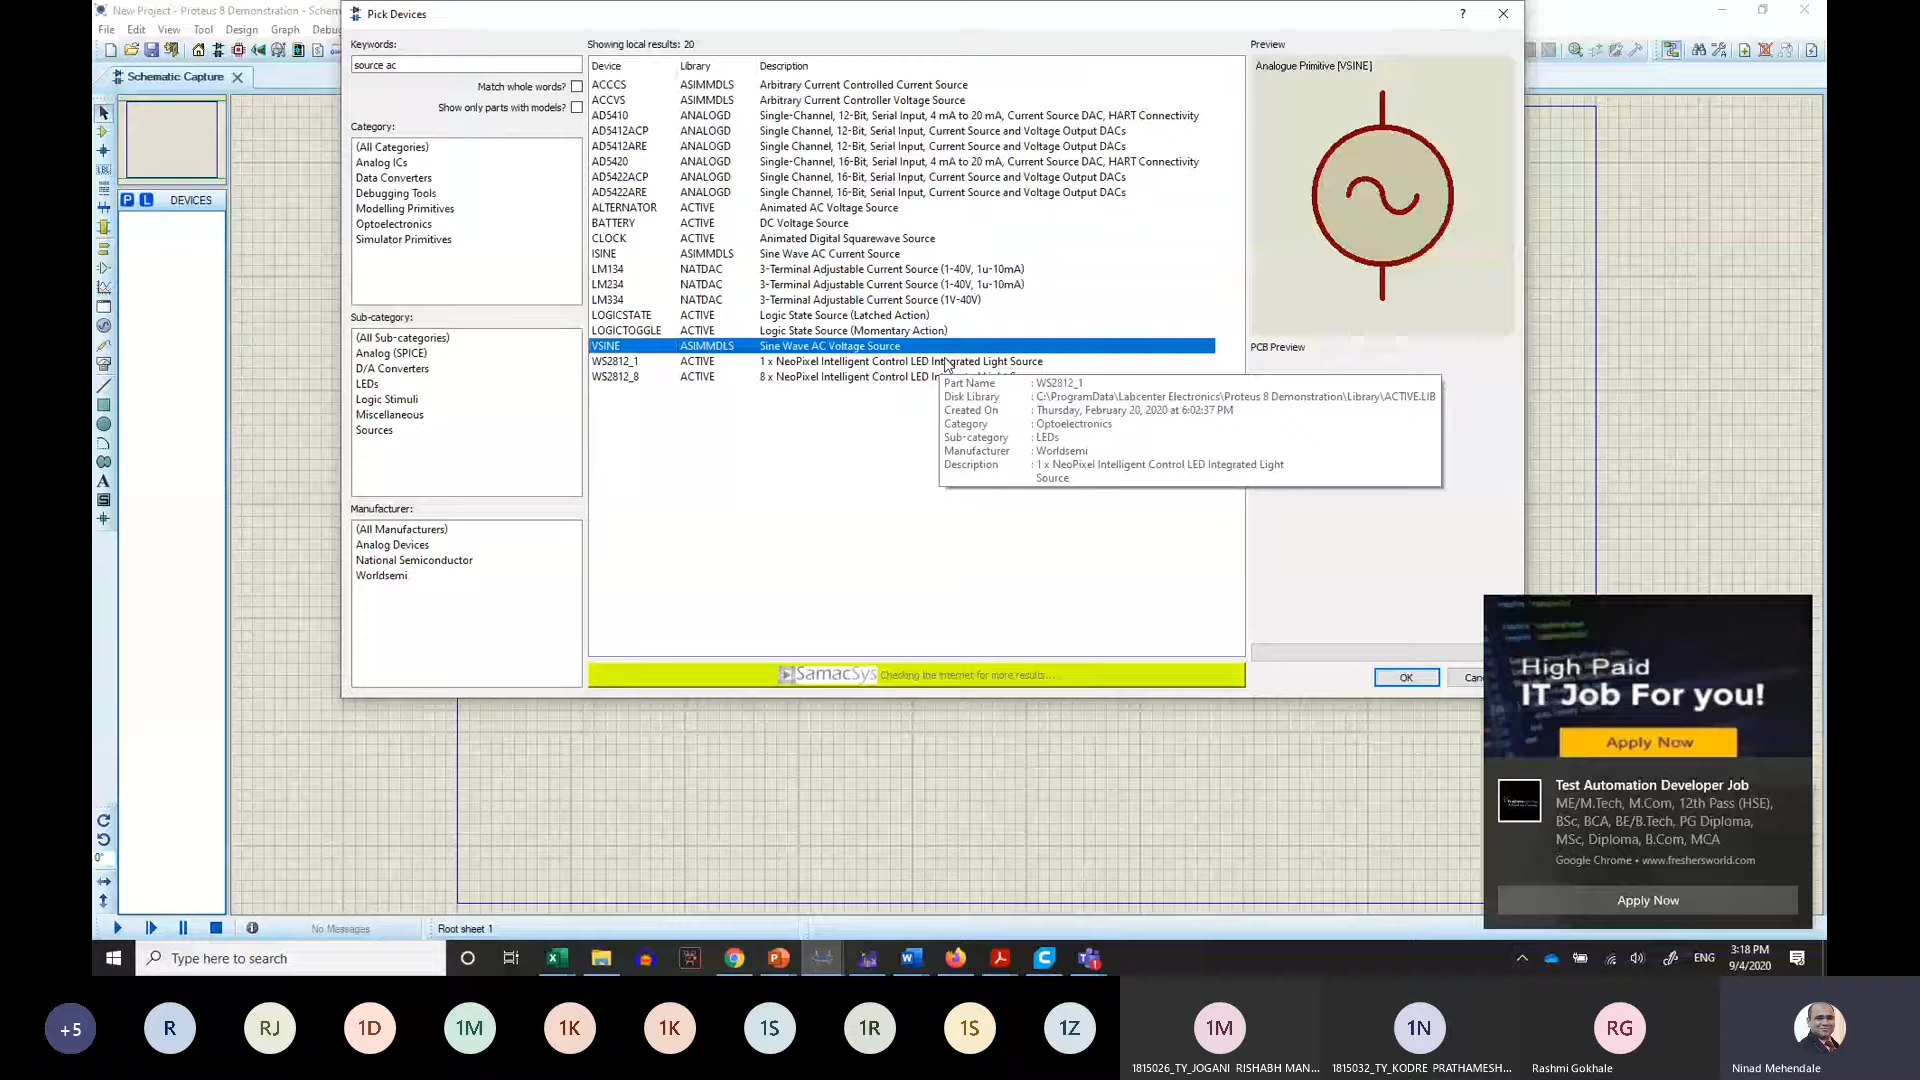 New Project - Proteus 8 Demonstration - Schem
File Edit View Tool Design Graph Debu
Schematic Capture
DEVICES
P L
LBL
A
S
0°
Pick Devices
?
Keywords:
source ac
Match whole words?
Show only parts with models?
Category:
(All Categories)
Analog ICs
Data Converters
Debugging Tools
Modelling Primitives
Optoelectronics
Simulator Primitives
Sub-category:
(All Sub-categories)
Analog (SPICE)
D/A Converters
LEDs
Logic Stimuli
Miscellaneous
Sources
Manufacturer:
(All Manufacturers)
Analog Devices
National Semiconductor
Worldsemi
Showing local results: 20
Device Library Description
ACCCS ASIMMDLS Arbitrary Current Controlled Current Source
ACCVS ASIMMDLS Arbitrary Current Controller Voltage Source
AD5410 ANALOGD Single-Channel, 12-Bit, Serial Input, 4 mA to 20 mA, Current Source DAC, HART Connectivity
AD5412ACP ANALOGD Single Channel, 12-Bit, Serial Input, Current Source and Voltage Output DACs
AD5412ARE ANALOGD Single Channel, 12-Bit, Serial Input, Current Source and Voltage Output DACs
AD5420 ANALOGD Single-Channel, 16-Bit, Serial Input, 4 mA to 20 mA, Current Source DAC, HART Connectivity
AD5422ACP ANALOGD Single Channel, 16-Bit, Serial Input, Current Source and Voltage Output DACs
AD5422ARE ANALOGD Single Channel, 16-Bit, Serial Input, Current Source and Voltage Output DACs
ALTERNATOR ACTIVE Animated AC Voltage Source
BATTERY ACTIVE DC Voltage Source
CLOCK ACTIVE Animated Digital Squarewave Source
ISINE ASIMMDLS Sine Wave AC Current Source
LM134 NATDAC 3-Terminal Adjustable Current Source (1-40V, 1u-10mA)
LM234 NATDAC 3-Terminal Adjustable Current Source (1-40V, 1u-10mA)
LM334 NATDAC 3-Terminal Adjustable Current Source (1V-40V)
LOGICSTATE ACTIVE Logic State Source (Latched Action)
LOGICTOGGLE ACTIVE Logic State Source (Momentary Action)
VSINE ASIMMDLS Sine Wave AC Voltage Source
WS2812_1 ACTIVE 1 x NeoPixel Intelligent Control LED Integrated Light Source
WS2812_8 ACTIVE 8 x NeoPixel Intelligent Control LED
Part Name : WS2812_1
Disk Library : C:\ProgramData\Labcenter Electronics\Proteus 8 Demonstration\Library\ACTIVE.LIB
Created On : Thursday, February 20, 2020 at 6:02:37 PM
Category : Optoelectronics
Sub-category : LEDs
Manufacturer : Worldsemi
Description : 1 x NeoPixel Intelligent Control LED Integrated Light
Source
SamacSys Checking the internet for more results....
Preview
Analogue Primitive [VSINE]
PCB Preview
OK
Canc
High Paid
IT Job For you!
Apply Now
Test Automation Developer Job
ME/M.Tech, M.Com, 12th Pass (HSE),
BSc, BCA, BE/B.Tech, PG Diploma,
MSc, Diploma, B.Com, MCA
Google Chrome • www.freshersworld.com
Apply Now
No Messages Root sheet 1
Type here to search
ENG
3:18 PM
9/4/2020
+5 R RJ 1D 1M 1K 1K 1S 1R 1S 1Z 1M 1N RG
1815026_TY_JOGANI RISHABH MAN...
1815032_TY_KODRE PRATHAMESH...
Rashmi Gokhale
Ninad Mehendale